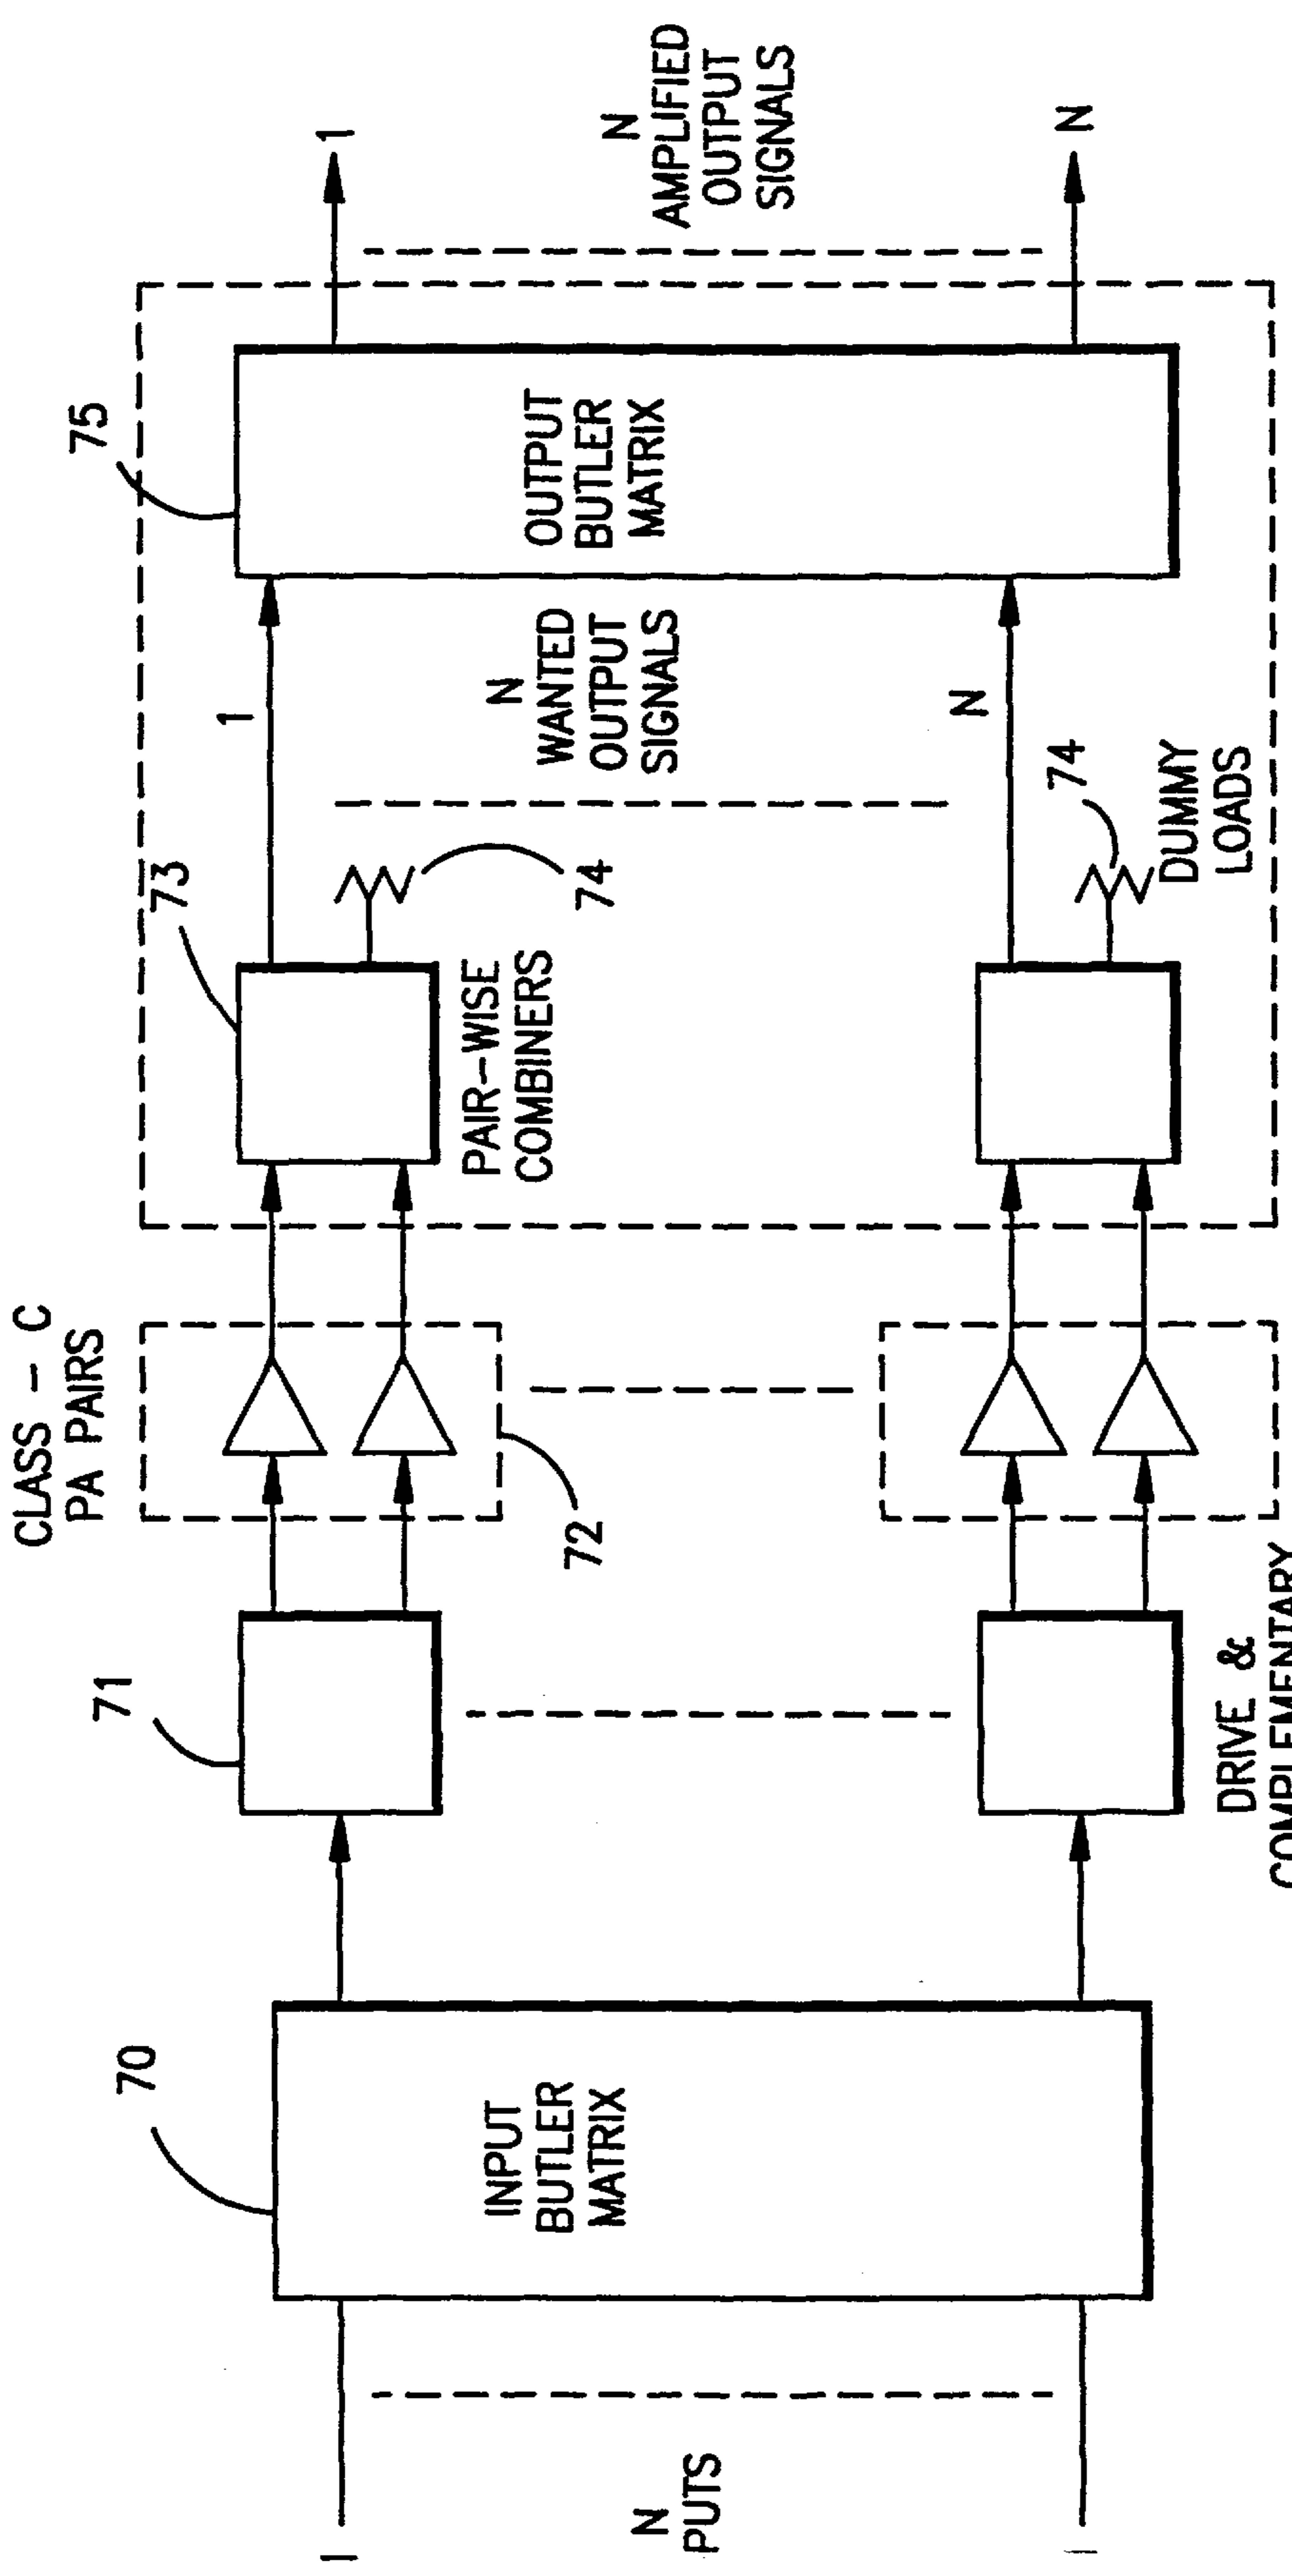 CLASS – C
PA PAIRS
75
73
71
70
1
1
N
AMPLIFIED
OUTPUT
SIGNALS
N
OUTPUT
BUTLER
MATRIX
N
WANTED
OUTPUT
SIGNALS
N
74
74
DUMMY
LOADS
PAIR–WISE
COMBINERS
72
DRIVE &
COMPLEMENTARY
INPUT
BUTLER
MATRIX
N
PUTS